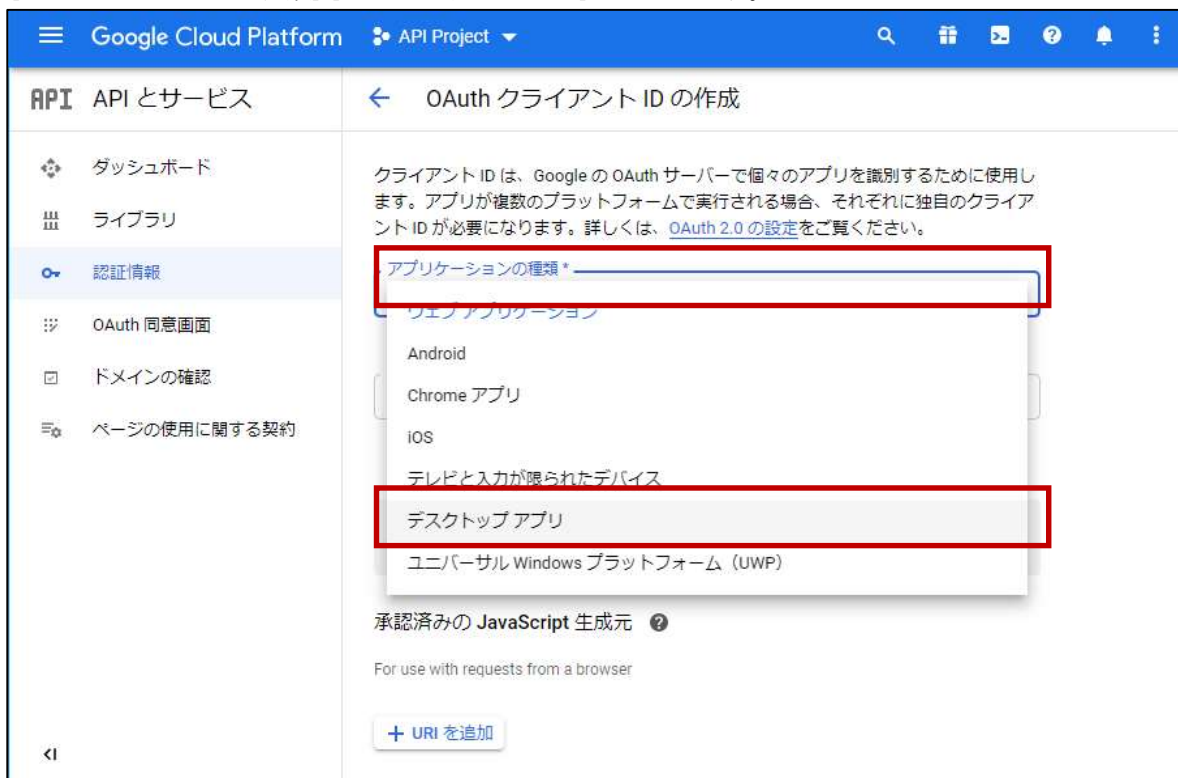 Google Cloud Platform API Project
API API とサービス
OAuth クライアント ID の作成
ダッシュボード
ライブラリ
認証情報
OAuth 同意画面
ドメインの確認
ページの使用に関する契約
クライアント ID は、Google の OAuth サーバーで個々のアプリを識別するために使用し
ます。アプリが複数のプラットフォームで実行される場合、それぞれに独自のクライア
ント ID が必要になります。詳しくは、OAuth 2.0 の設定をご覧ください。
アプリケーションの種類 *
ウェブ アプリケーション
Android
Chrome アプリ
iOS
テレビと入力が限られたデバイス
デスクトップ アプリ
ユニバーサル Windows プラットフォーム（UWP）
承認済みの JavaScript 生成元
For use with requests from a browser
+ URI を追加